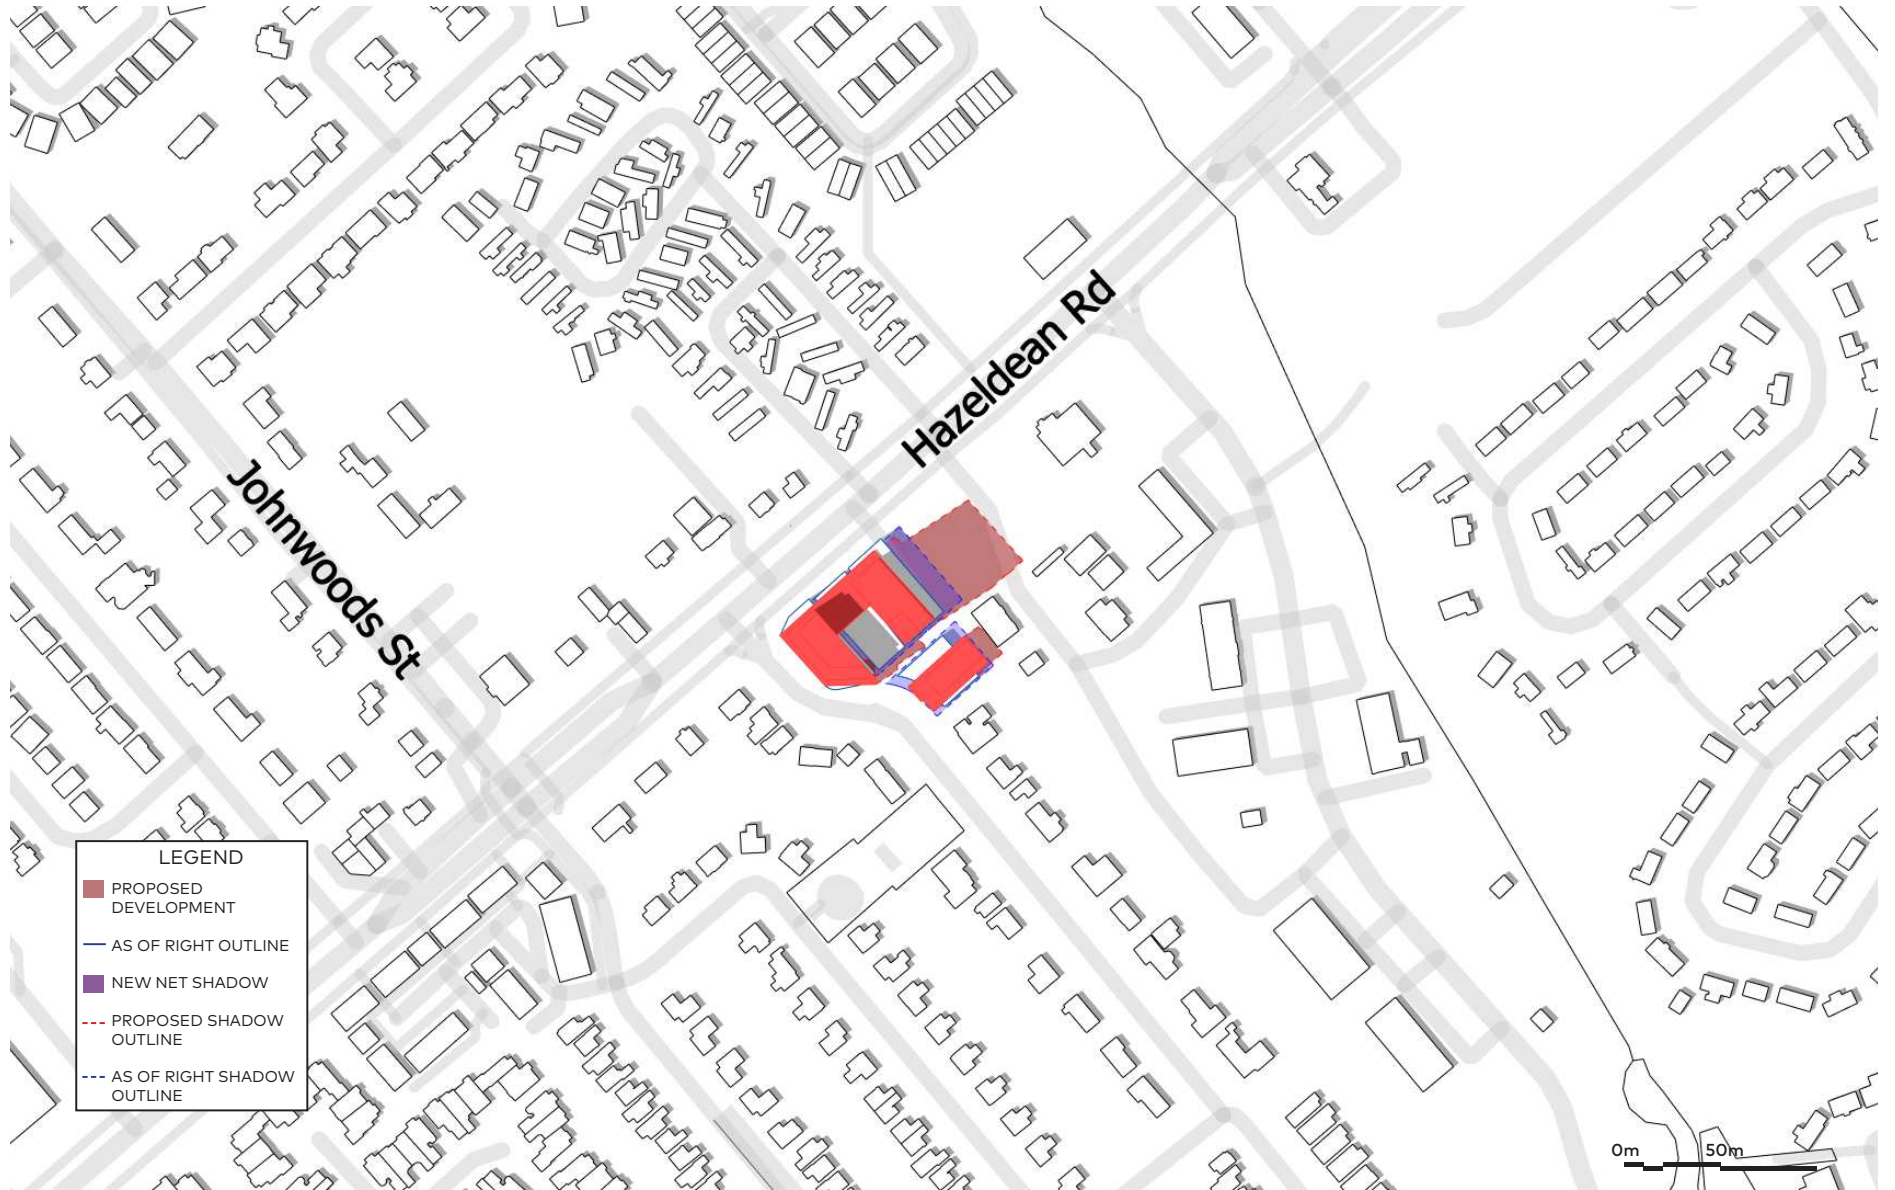 Hazeldean Rd
Johnwoods St
LEGEND
PROPOSED
DEVELOPMENT
AS OF RIGHT OUTLINE
NEW NET SHADOW
PROPOSED SHADOW
OUTLINE
AS OF RIGHT SHADOW
OUTLINE
0m 50m